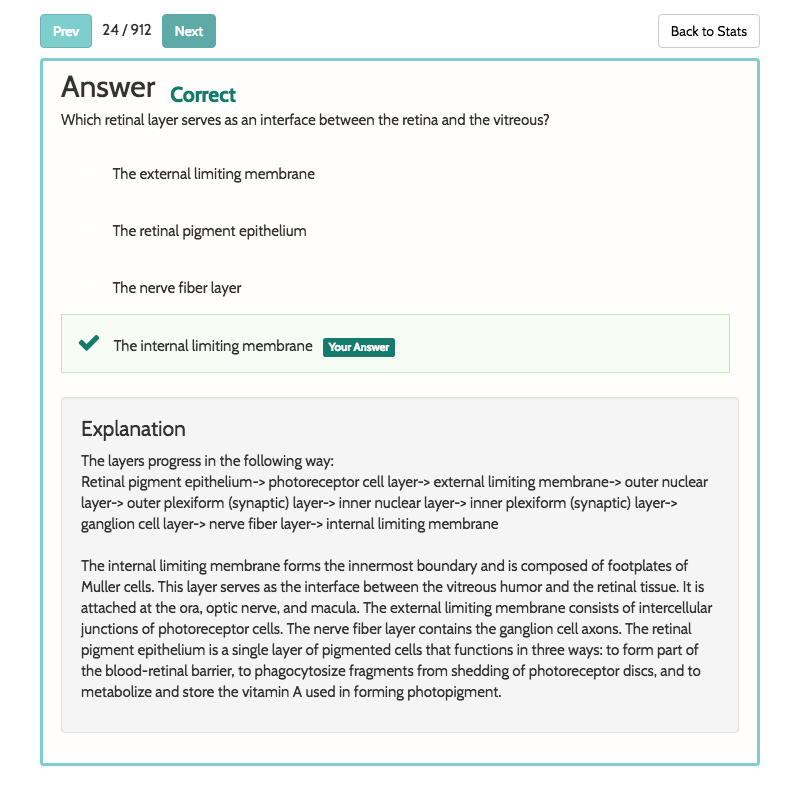 Prev 24 / 912 Next Back to Stats
Answer Correct
Which retinal layer serves as an interface between the retina and the vitreous?
The external limiting membrane
The retinal pigment epithelium
The nerve fiber layer
The internal limiting membrane Your Answer
Explanation
The layers progress in the following way:
Retinal pigment epithelium-> photoreceptor cell layer-> external limiting membrane-> outer nuclear
layer-> outer plexiform (synaptic) layer-> inner nuclear layer-> inner plexiform (synaptic) layer->
ganglion cell layer-> nerve fiber layer-> internal limiting membrane
The internal limiting membrane forms the innermost boundary and is composed of footplates of
Muller cells. This layer serves as the interface between the vitreous humor and the retinal tissue. It is
attached at the ora, optic nerve, and macula. The external limiting membrane consists of intercellular
junctions of photoreceptor cells. The nerve fiber layer contains the ganglion cell axons. The retinal
pigment epithelium is a single layer of pigmented cells that functions in three ways: to form part of
the blood-retinal barrier, to phagocytosize fragments from shedding of photoreceptor discs, and to
metabolize and store the vitamin A used in forming photopigment.